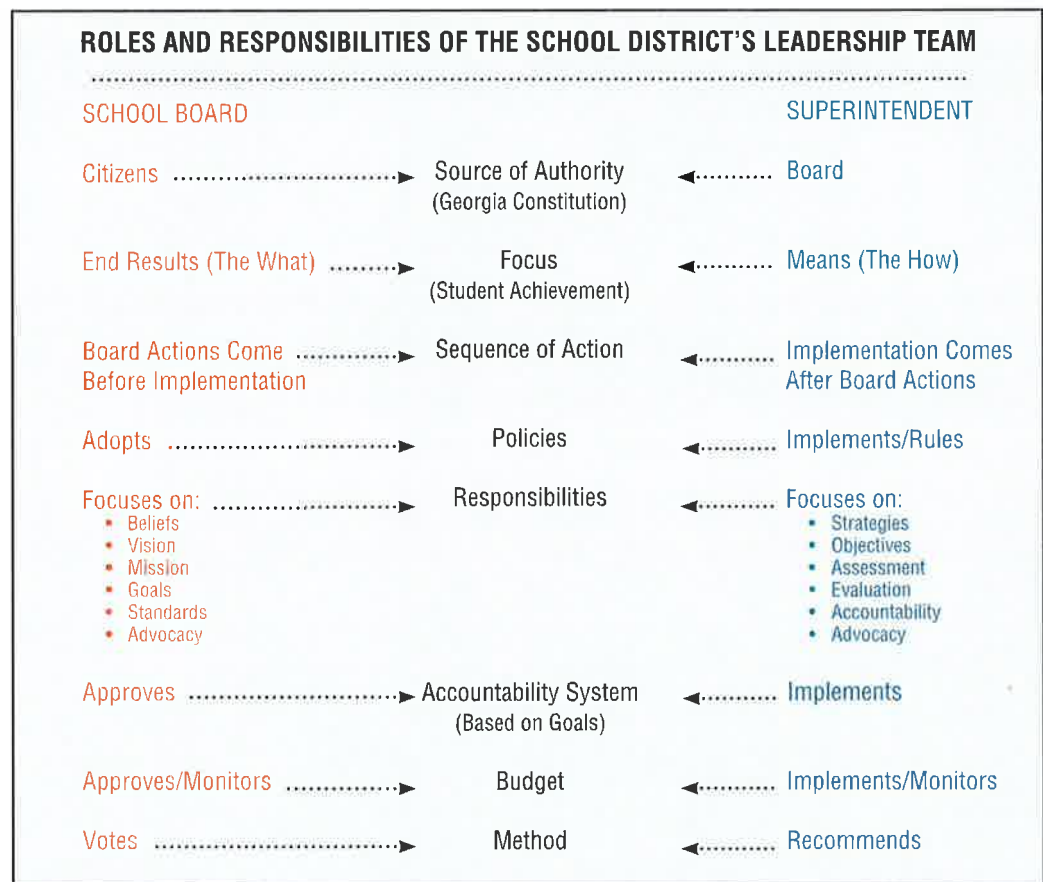 ROLES AND RESPONSIBILITIES OF THE SCHOOL DISTRICT'S LEADERSHIP TEAM
SCHOOL BOARD
SUPERINTENDENT
Citizens
Source of Authority
(Georgia Constitution)
Board
End Results (The What)
Focus
(Student Achievement)
Means (The How)
Board Actions Come
Before Implementation
Sequence of Action
Implementation Comes
After Board Actions
Adopts
Policies
Implements/Rules
Focuses on:
• Beliefs
• Vision
• Mission
• Goals
• Standards
• Advocacy
Responsibilities
Focuses on:
• Strategies
• Objectives
• Assessment
• Evaluation
• Accountability
• Advocacy
Approves
Accountability System
(Based on Goals)
Implements
Approves/Monitors
Budget
Implements/Monitors
Votes
Method
Recommends